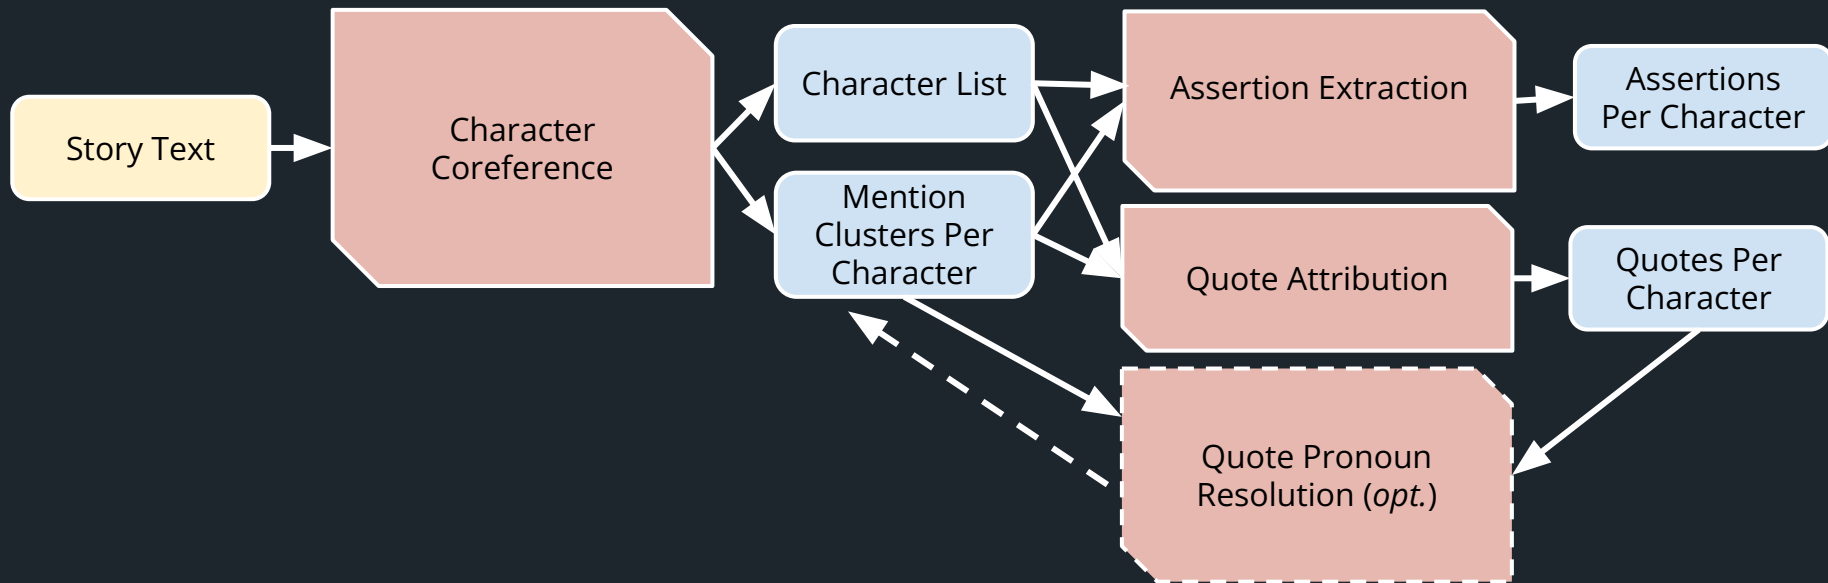 Story Text
Character
Coreference
Character List
Mention
Clusters Per
Character
Assertion Extraction
Assertions
Per Character
Quote Attribution
Quotes Per
Character
Quote Pronoun
Resolution (opt.)